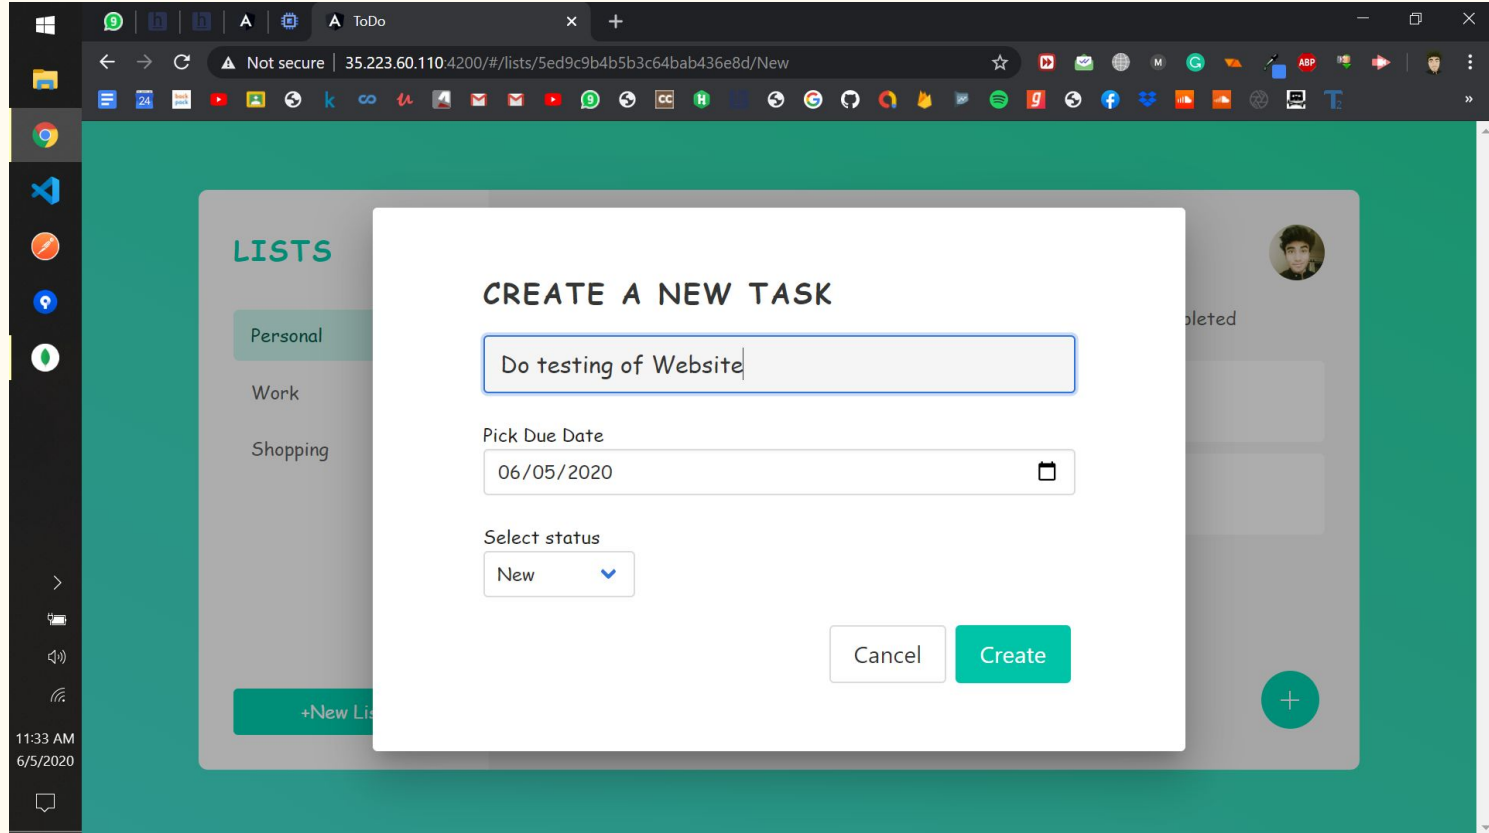 ToDo
Not secure | 35.223.60.110:4200/#/lists/5ed9c9b4b5b3c64bab436e8d/New
LISTS
Personal
Work
Shopping
+New Lis
CREATE A NEW TASK
Do testing of Website
Pick Due Date
06/05/2020
Select status
New
Cancel
Create
pleted
11:33 AM
6/5/2020